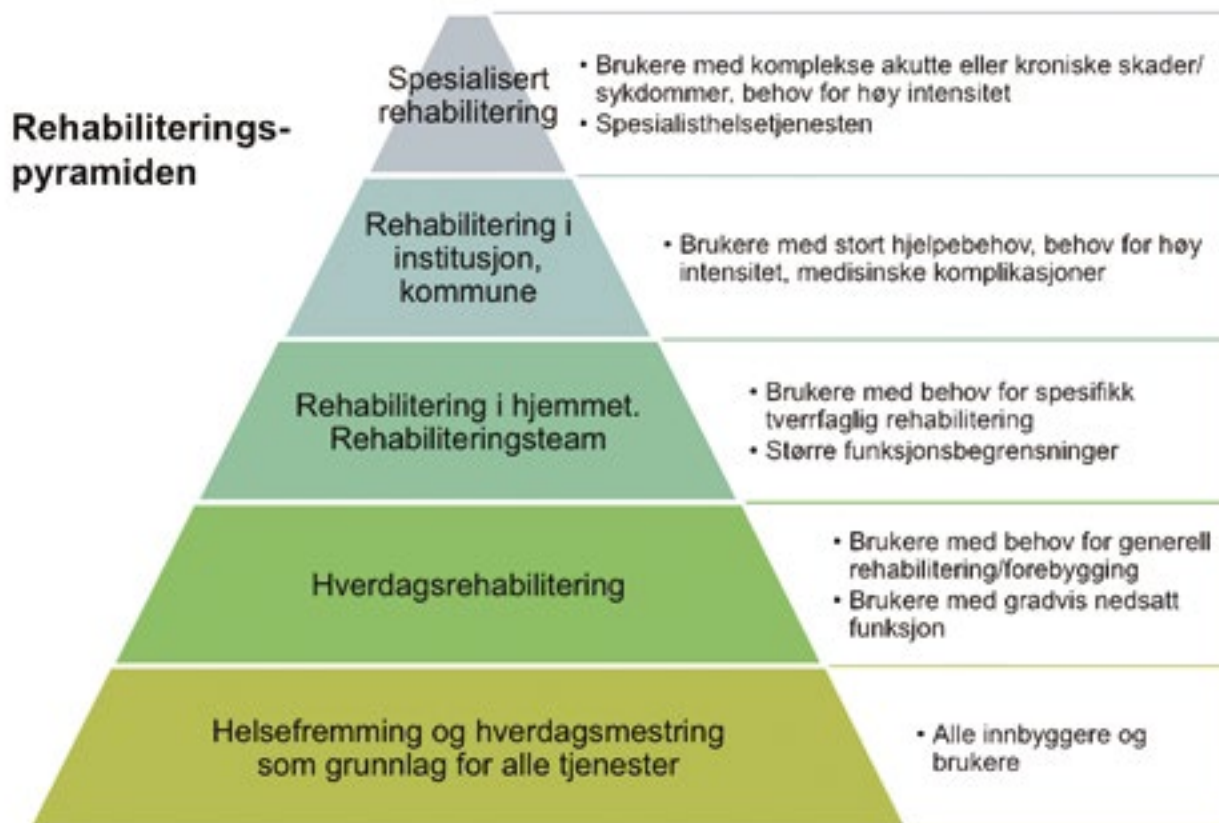 Rehabiliterings-
pyramiden
Spesialisert
rehabilitering
• Brukere med komplekse akutte eller kroniske skader/
sykdommer, behov for høy intensitet
• Spesialisthelsetjenesten
Rehabilitering i
institusjon,
kommune
• Brukere med stort hjelpebehov, behov for høy
intensitet, medisinske komplikasjoner
Rehabilitering i hjemmet.
Rehabiliteringsteam
• Brukere med behov for spesifikk
tverrfaglig rehabilitering
• Større funksjonsbegrensninger
Hverdagsrehabilitering
• Brukere med behov for generell
rehabilitering/forebygging
• Brukere med gradvis nedsatt
funksjon
Helsefremming og hverdagsmestring
som grunnlag for alle tjenester
• Alle innbyggere og
brukere